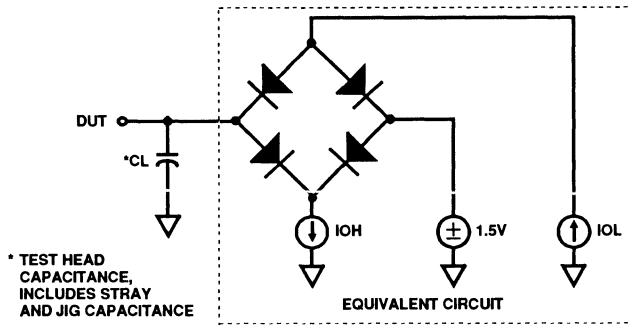 DUT
*CL
IOH
±
1.5V
IOL
* TEST HEAD
CAPACITANCE,
INCLUDES STRAY
AND JIG CAPACITANCE
EQUIVALENT CIRCUIT